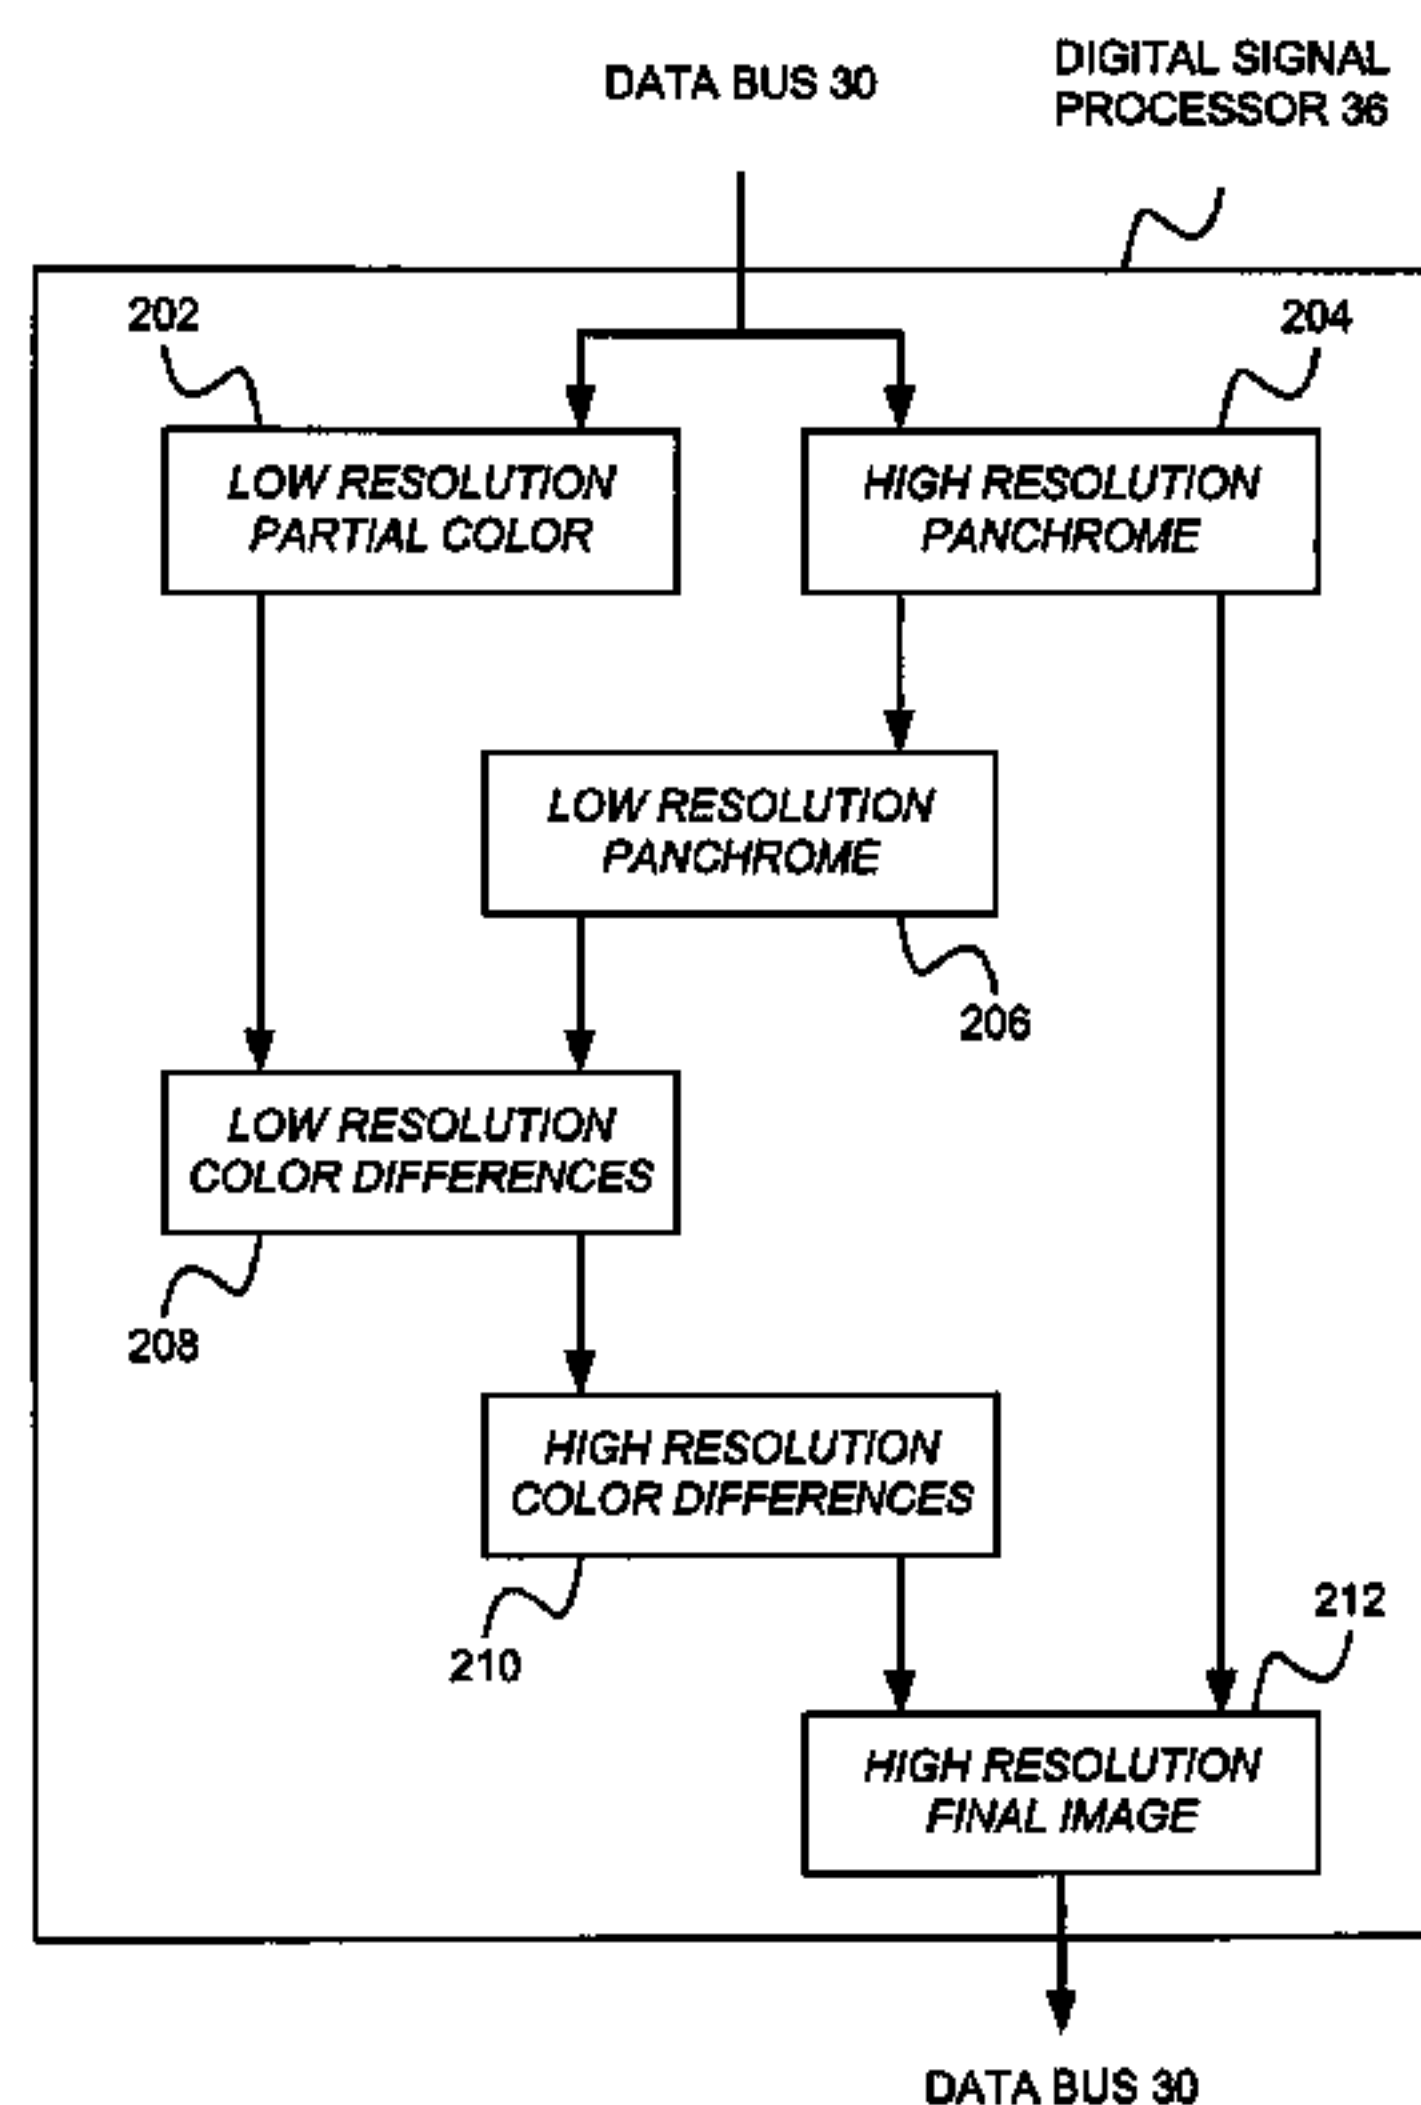 DATA BUS 30
DIGITAL SIGNAL
PROCESSOR 36
202
204
LOW RESOLUTION
PARTIAL COLOR
HIGH RESOLUTION
PANCHROME
LOW RESOLUTION
PANCHROME
206
LOW RESOLUTION
COLOR DIFFERENCES
208
HIGH RESOLUTION
COLOR DIFFERENCES
210
212
HIGH RESOLUTION
FINAL IMAGE
DATA BUS 30